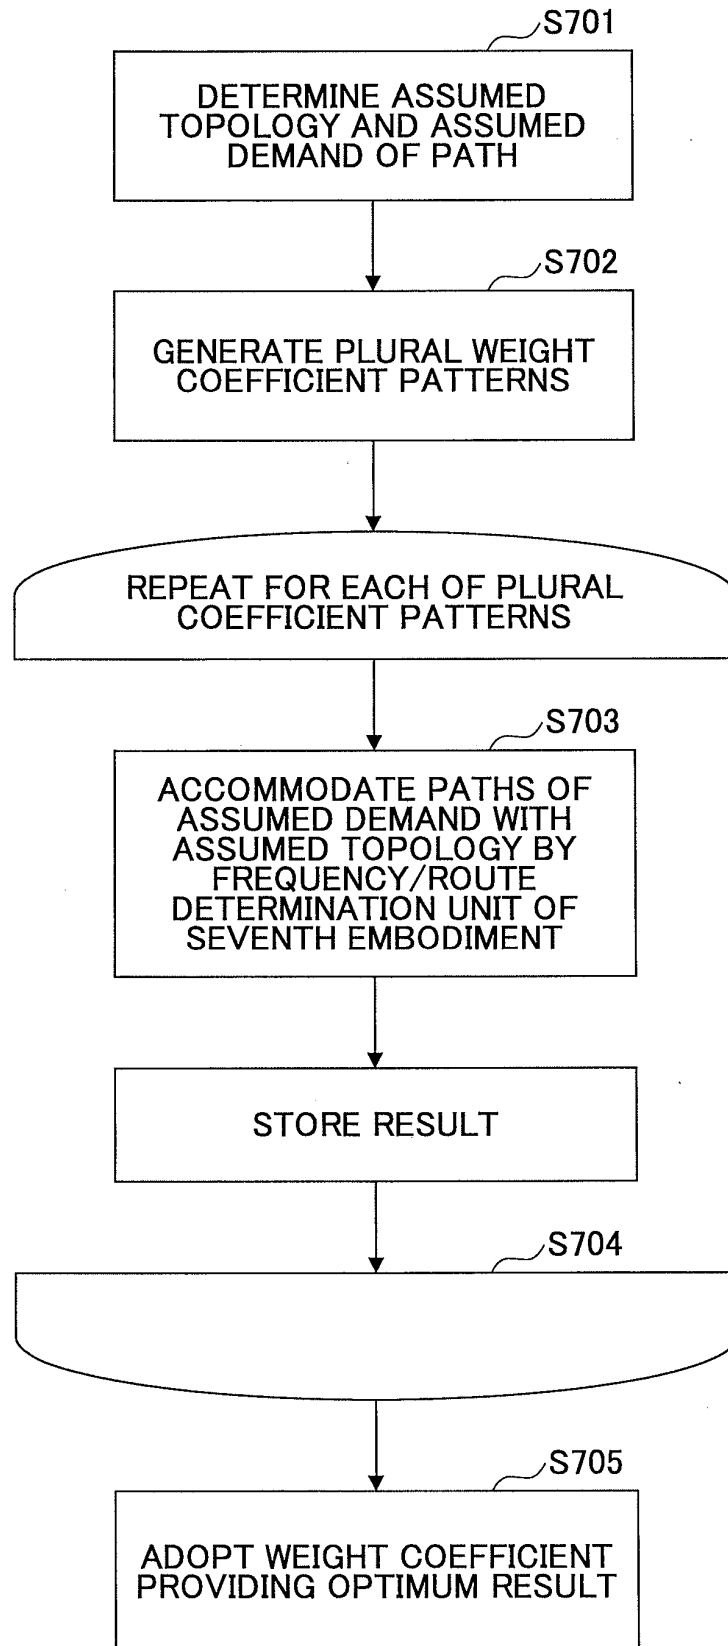 S701
DETERMINE ASSUMED
TOPOLOGY AND ASSUMED
DEMAND OF PATH
S702
GENERATE PLURAL WEIGHT
COEFFICIENT PATTERNS
REPEAT FOR EACH OF PLURAL
COEFFICIENT PATTERNS
S703
ACCOMMODATE PATHS OF
ASSUMED DEMAND WITH
ASSUMED TOPOLOGY BY
FREQUENCY/ROUTE
DETERMINATION UNIT OF
SEVENTH EMBODIMENT
STORE RESULT
S704
S705
ADOPT WEIGHT COEFFICIENT
PROVIDING OPTIMUM RESULT